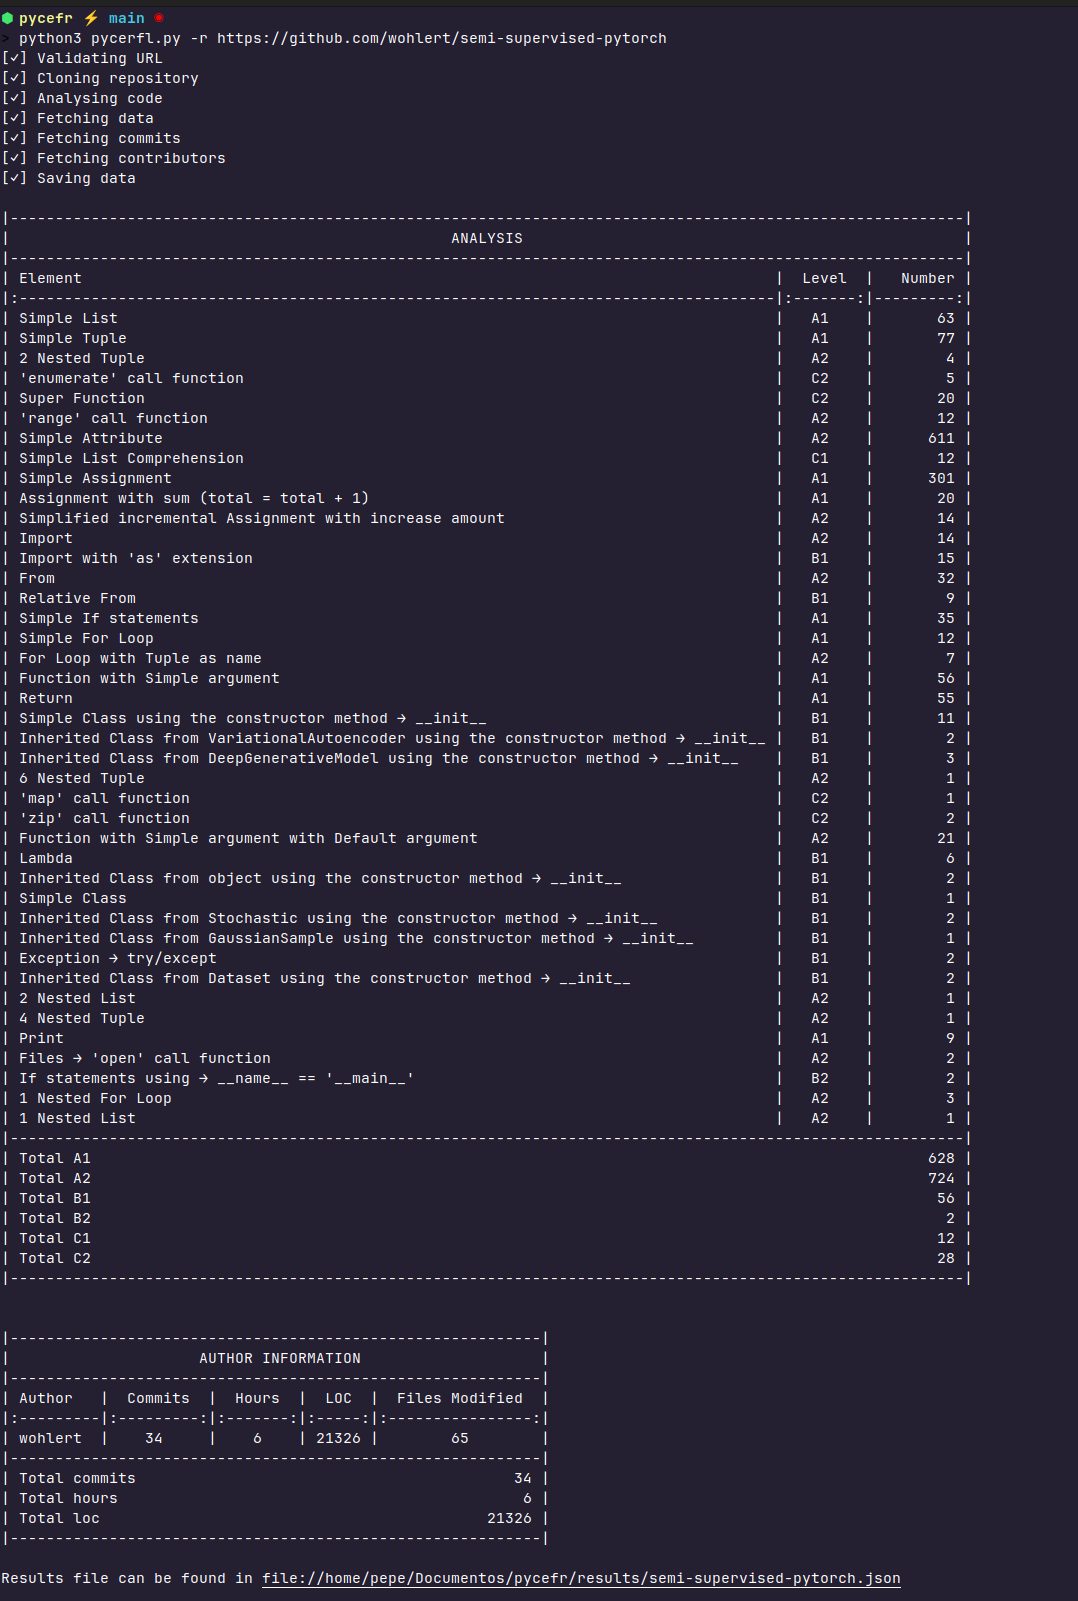 pycefr ⚡ main
> python3 pycerfl.py -r https://github.com/wohlert/semi-supervised-pytorch
[✓] Validating URL
[✓] Cloning repository
[✓] Analysing code
[✓] Fetching data
[✓] Fetching commits
[✓] Fetching contributors
[✓] Saving data
ANALYSIS
| Element | Level | Number |
| Simple List | A1 | 63 |
| Simple Tuple | A1 | 77 |
| 2 Nested Tuple | A2 | 4 |
| 'enumerate' call function | C2 | 5 |
| Super Function | C2 | 20 |
| 'range' call function | A2 | 12 |
| Simple Attribute | A2 | 611 |
| Simple List Comprehension | C1 | 12 |
| Simple Assignment | A1 | 301 |
| Assignment with sum (total = total + 1) | A1 | 20 |
| Simplified incremental Assignment with increase amount | A2 | 14 |
| Import | A2 | 14 |
| Import with 'as' extension | B1 | 15 |
| From | A2 | 32 |
| Relative From | B1 | 9 |
| Simple If statements | A1 | 35 |
| Simple For Loop | A1 | 12 |
| For Loop with Tuple as name | A2 | 7 |
| Function with Simple argument | A1 | 56 |
| Return | A1 | 55 |
| Simple Class using the constructor method → __init__ | B1 | 11 |
| Inherited Class from VariationalAutoencoder using the constructor method → __init__ | B1 | 2 |
| Inherited Class from DeepGenerativeModel using the constructor method → __init__ | B1 | 3 |
| 6 Nested Tuple | A2 | 1 |
| 'map' call function | C2 | 1 |
| 'zip' call function | C2 | 2 |
| Function with Simple argument with Default argument | A2 | 21 |
| Lambda | B1 | 6 |
| Inherited Class from object using the constructor method → __init__ | B1 | 2 |
| Simple Class | B1 | 1 |
| Inherited Class from Stochastic using the constructor method → __init__ | B1 | 2 |
| Inherited Class from GaussianSample using the constructor method → __init__ | B1 | 1 |
| Exception → try/except | B1 | 2 |
| Inherited Class from Dataset using the constructor method → __init__ | B1 | 2 |
| 2 Nested List | A2 | 1 |
| 4 Nested Tuple | A2 | 1 |
| Print | A1 | 9 |
| Files → 'open' call function | A2 | 2 |
| If statements using → __name__ == '__main__' | B2 | 2 |
| 1 Nested For Loop | A2 | 3 |
| 1 Nested List | A2 | 1 |
| Total A1 628 |
| Total A2 724 |
| Total B1 56 |
| Total B2 2 |
| Total C1 12 |
| Total C2 28 |
AUTHOR INFORMATION
| Author | Commits | Hours | LOC | Files Modified |
| wohlert | 34 | 6 | 21326 | 65 |
| Total commits 34 |
| Total hours 6 |
| Total loc 21326 |
Results file can be found in file://home/pepe/Documentos/pycefr/results/semi-supervised-pytorch.json